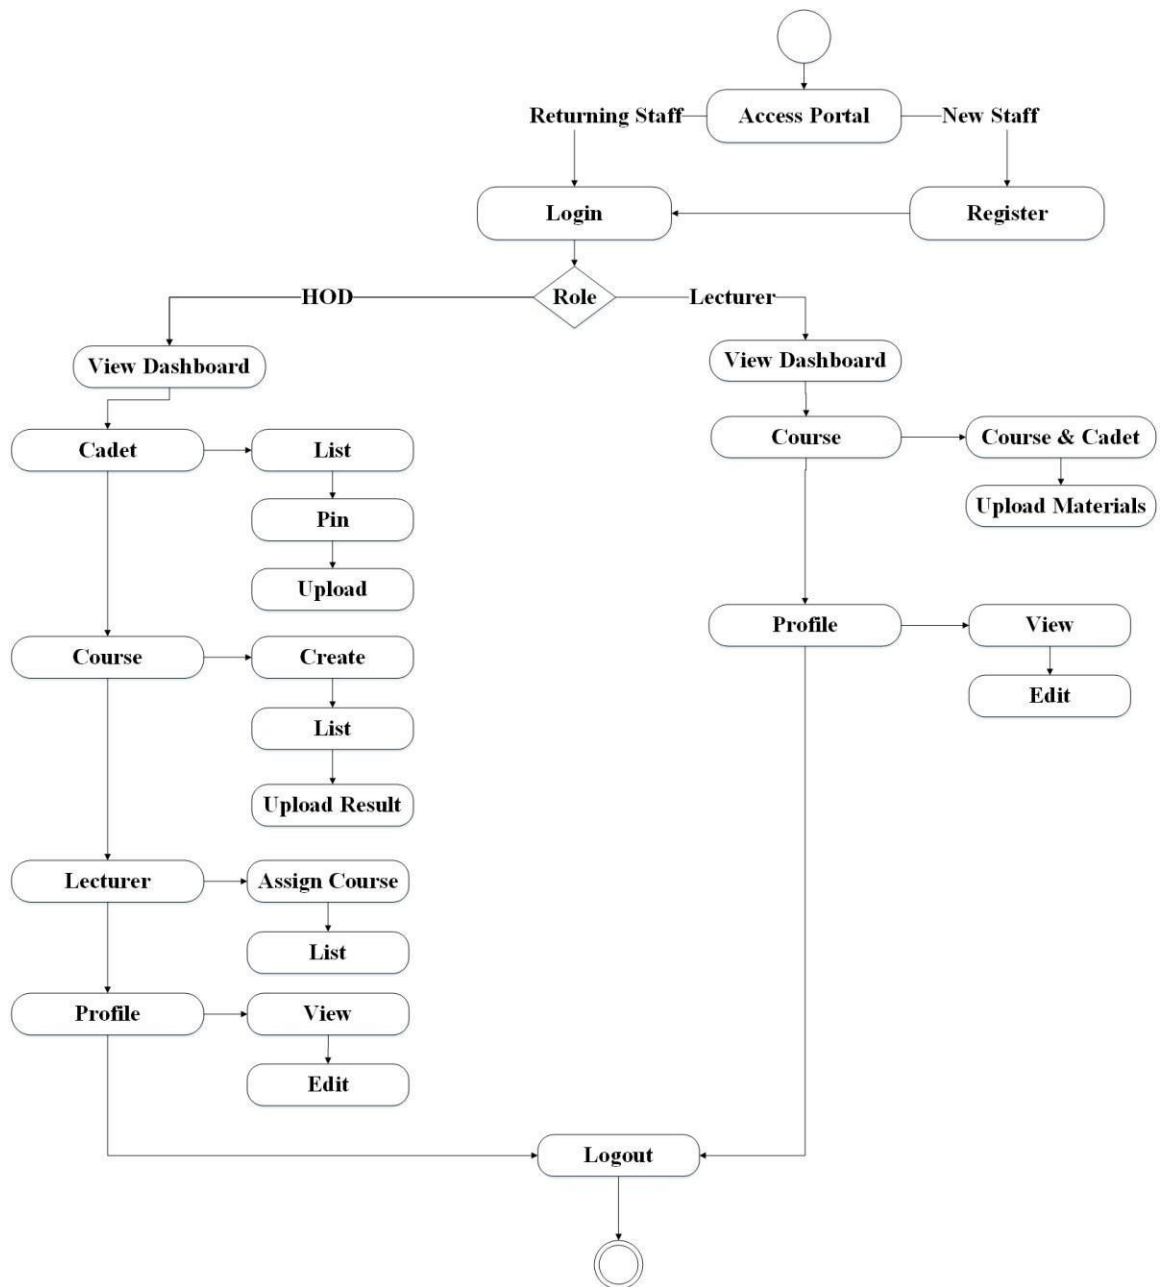 Access Portal
Returning Staff
New Staff
Login
Register
Role
HOD
Lecturer
View Dashboard
Cadet
List
Pin
Upload
Course
Create
List
Upload Result
Lecturer
Assign Course
List
Profile
View
Edit
View Dashboard
Course
Course & Cadet
Upload Materials
Profile
View
Edit
Logout